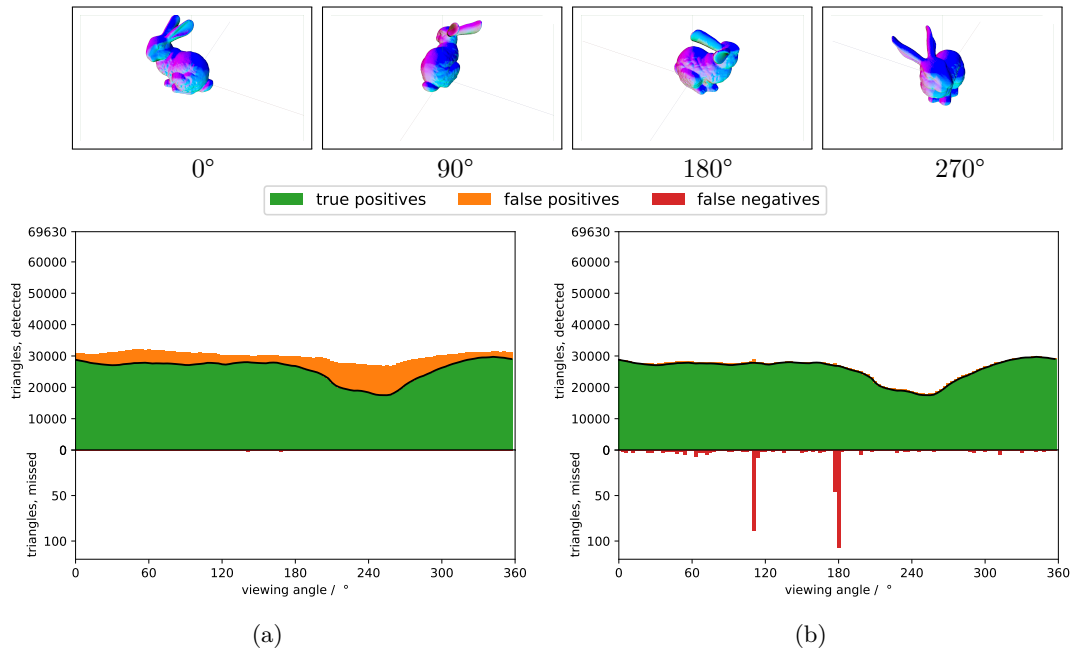 0° 90° 180° 270°
true positives false positives false negatives
69630
60000
50000
40000
30000
20000
10000
0
50
100
triangles, detected
triangles, missed
0 60 120 180 240 300 360
viewing angle / °
(a)
69630
60000
50000
40000
30000
20000
10000
0
50
100
triangles, detected
triangles, missed
0 60 120 180 240 300 360
viewing angle / °
(b)